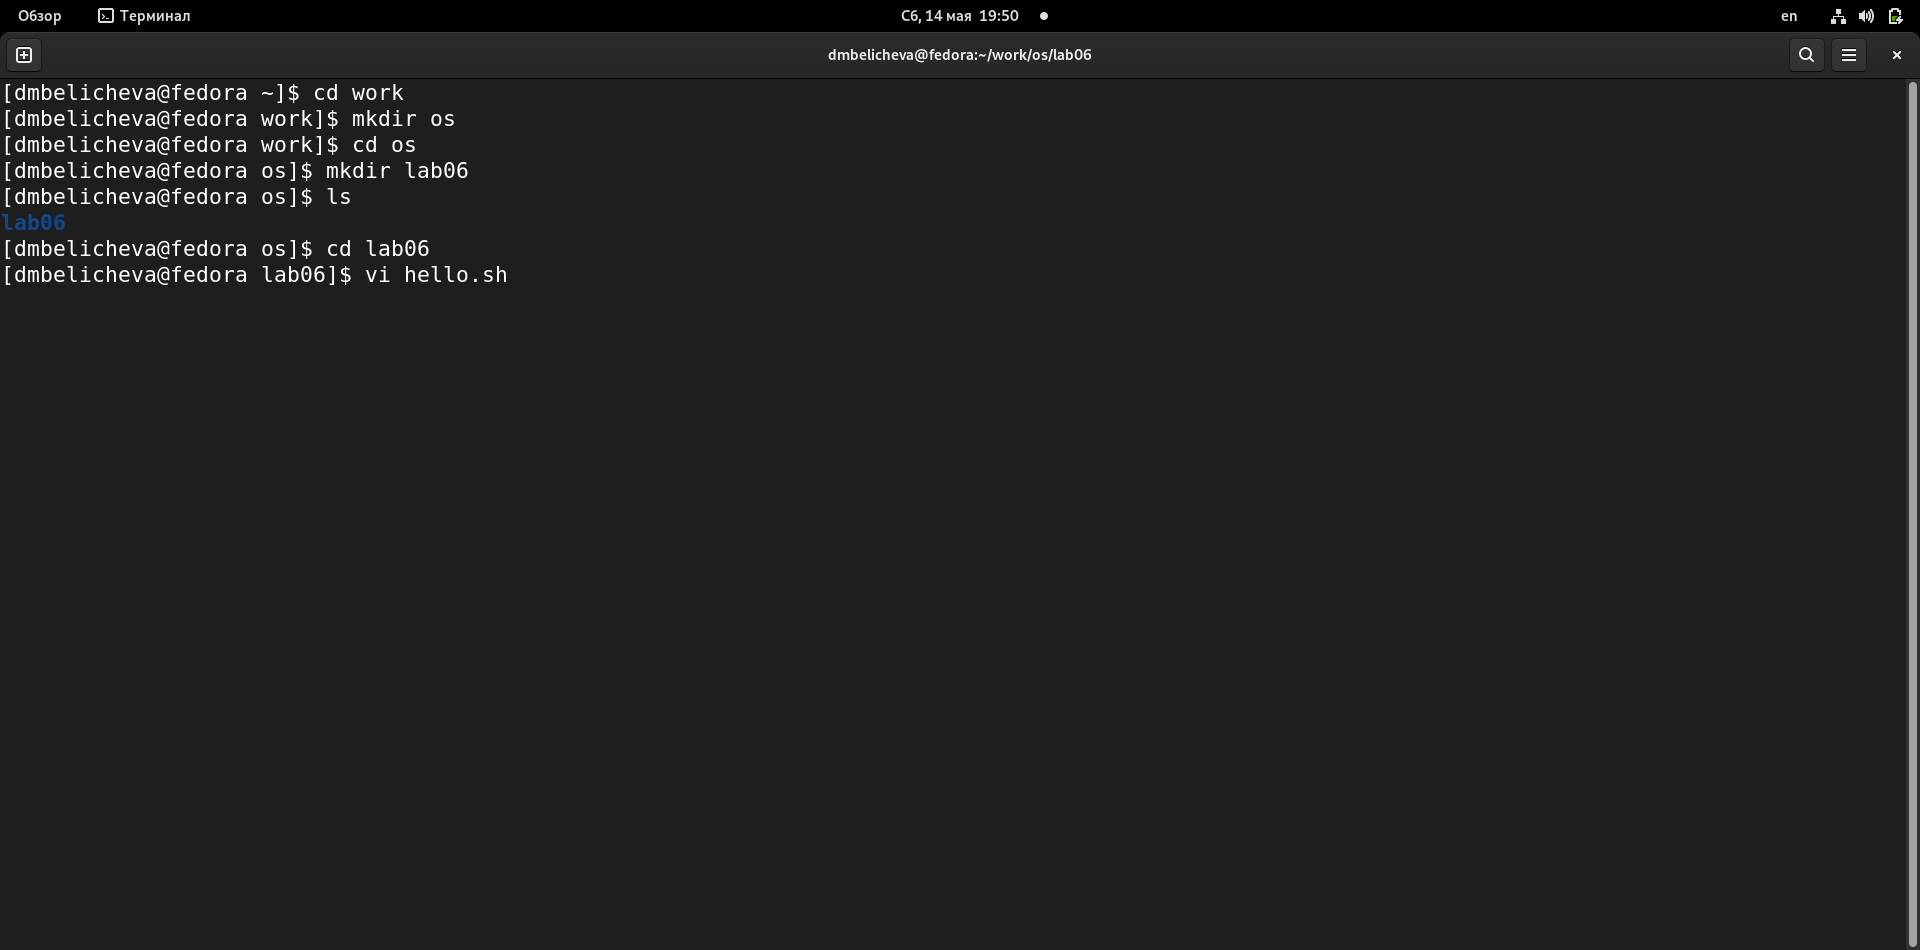 Обзор Терминал Сб, 14 мая 19:50 en
dmbelicheva@fedora:~/work/os/lab06
[dmbelicheva@fedora ~]$ cd work
[dmbelicheva@fedora work]$ mkdir os
[dmbelicheva@fedora work]$ cd os
[dmbelicheva@fedora os]$ mkdir lab06
[dmbelicheva@fedora os]$ ls
lab06
[dmbelicheva@fedora os]$ cd lab06
[dmbelicheva@fedora lab06]$ vi hello.sh